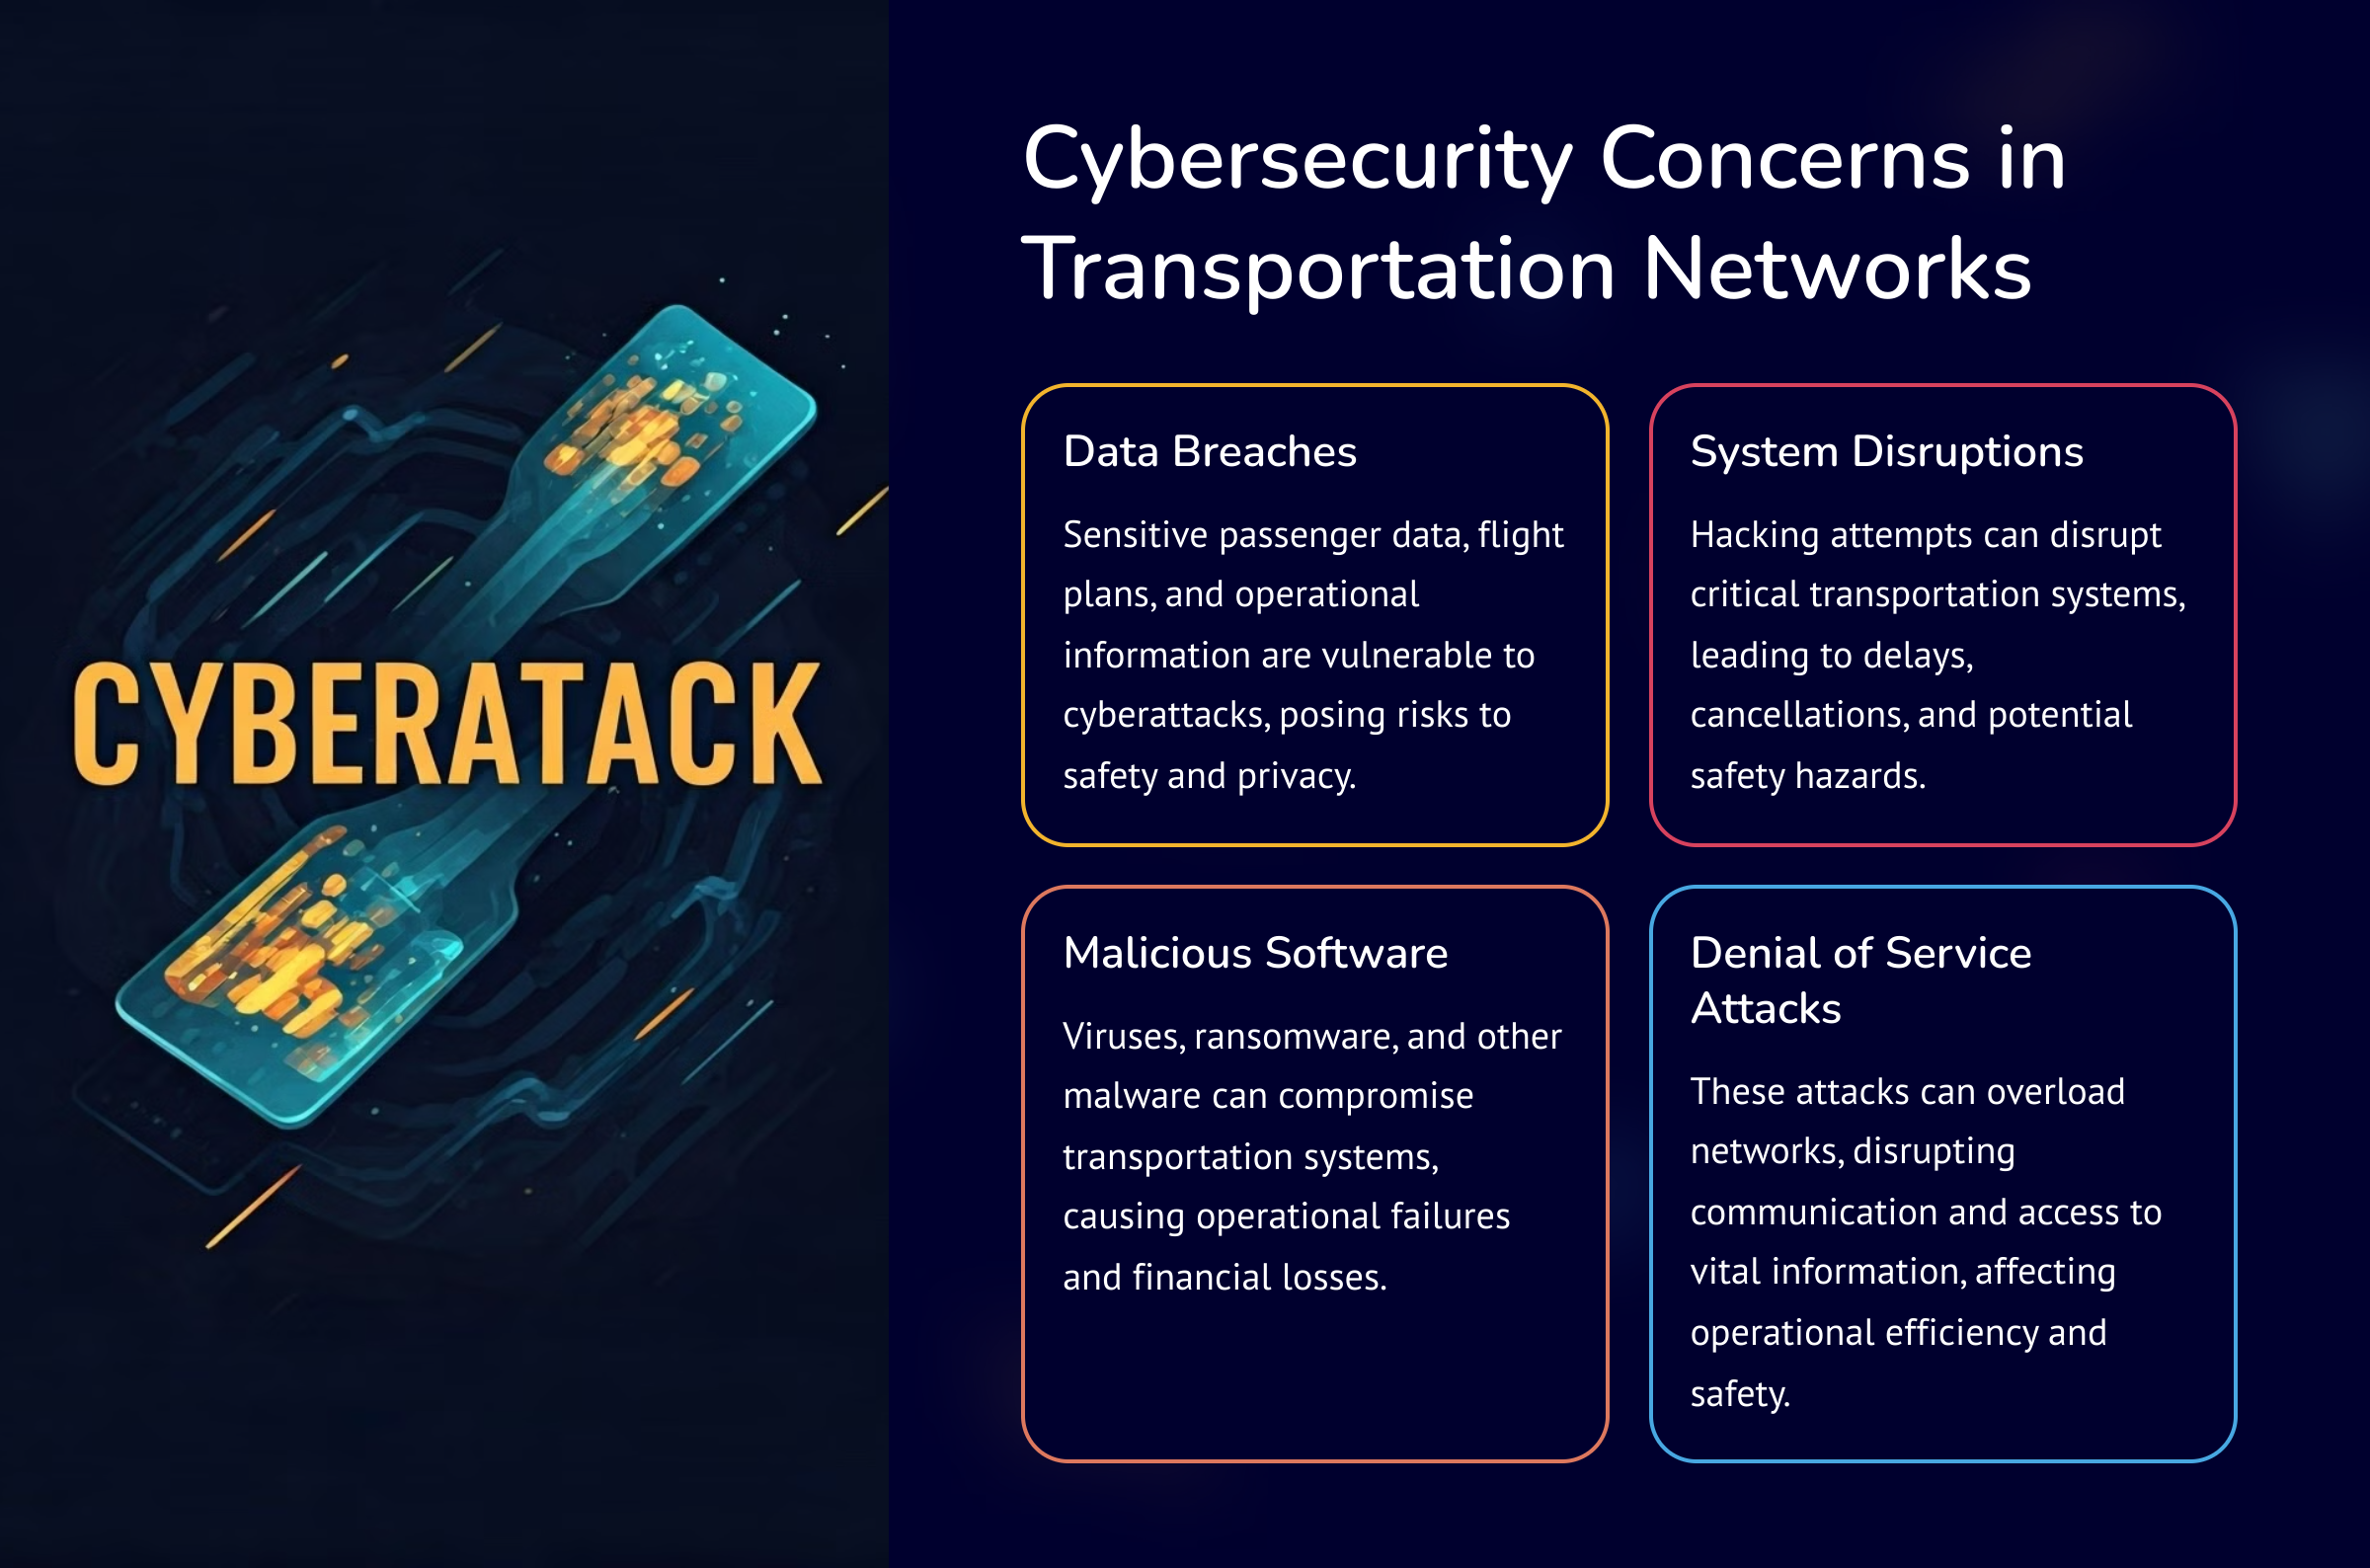 CYBERATACK
Cybersecurity Concerns in
Transportation Networks
Data Breaches
Sensitive passenger data, flight
plans, and operational
information are vulnerable to
cyberattacks, posing risks to
safety and privacy.
System Disruptions
Hacking attempts can disrupt
critical transportation systems,
leading to delays,
cancellations, and potential
safety hazards.
Malicious Software
Viruses, ransomware, and other
malware can compromise
transportation systems,
causing operational failures
and financial losses.
Denial of Service
Attacks
These attacks can overload
networks, disrupting
communication and access to
vital information, affecting
operational efficiency and
safety.